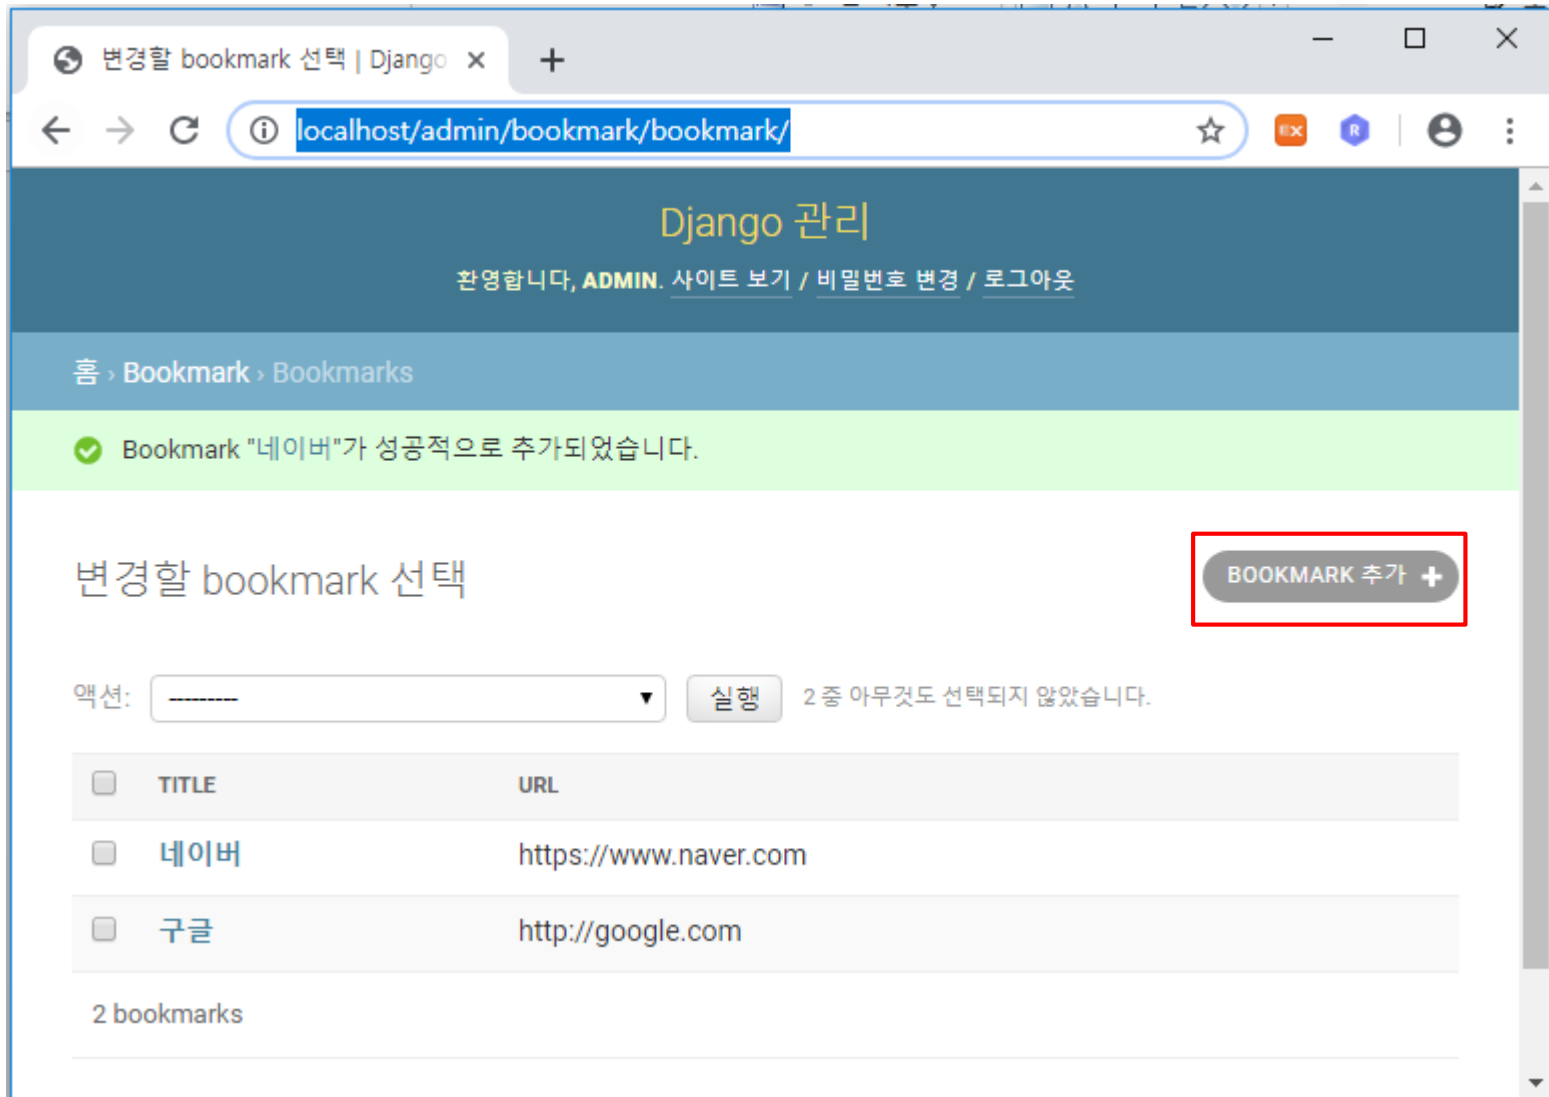 변경할 bookmark 선택 | Django
localhost/admin/bookmark/bookmark/
Django 관리
환영합니다, ADMIN. 사이트 보기 / 비밀번호 변경 / 로그아웃
홈 › Bookmark › Bookmarks
Bookmark "네이버"가 성공적으로 추가되었습니다.
변경할 bookmark 선택
BOOKMARK 추가
액션: --------- 실행 2 중 아무것도 선택되지 않았습니다.
TITLE URL
네이버 https://www.naver.com
구글 http://google.com
2 bookmarks